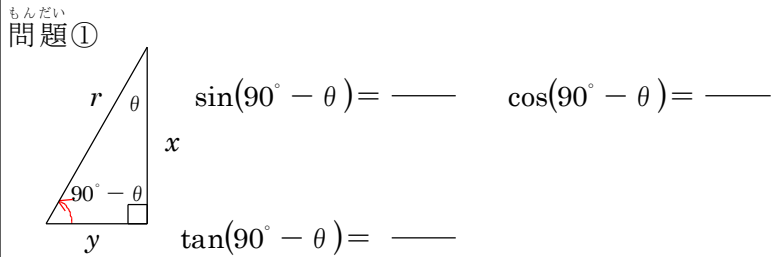 もんだい
問題①
r θ sin(90° − θ)= ── cos(90° − θ)= ──
x
90° − θ
y tan(90° − θ)= ──